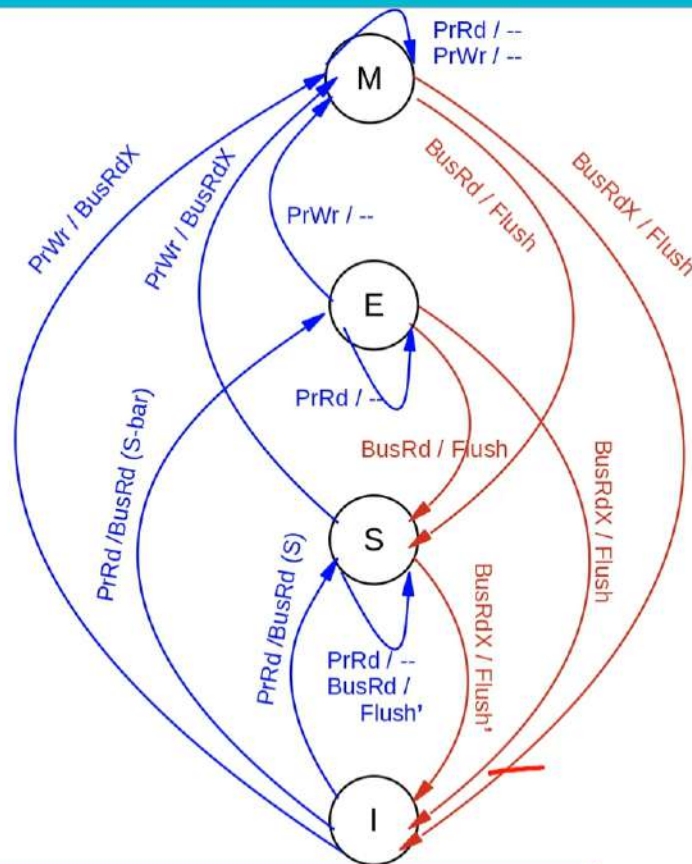 PrRd / --
PrWr / --
M
PrWr / BusRdX
PrWr / BusRdX
BusRd / Flush
BusRdX / Flush
PrWr / --
E
PrRd / --
BusRd / Flush
PrRd /BusRd (S-bar)
BusRdX / Flush
S
PrRd /BusRd (S)
BusRdX / Flush'
PrRd / --
BusRd /
Flush'
I